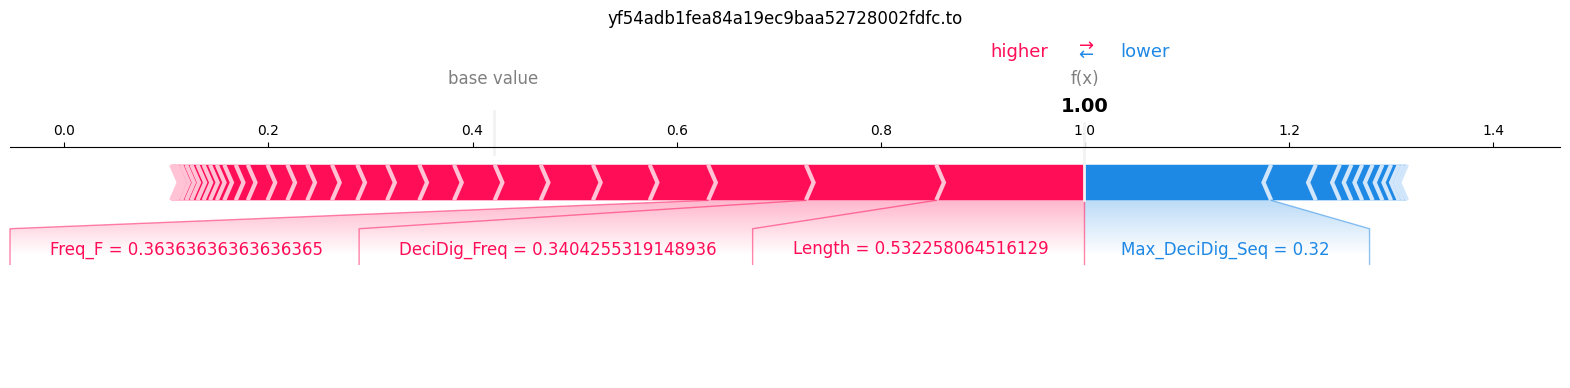 yf54adb1fea84a19ec9baa52728002fdfc.to
higher → ← lower
base value f(x)
1.00
0.0 0.2 0.4 0.6 0.8 1.0 1.2 1.4
Freq_F = 0.36363636363636365 DeciDig_Freq = 0.3404255319148936 Length = 0.532258064516129 Max_DeciDig_Seq = 0.32